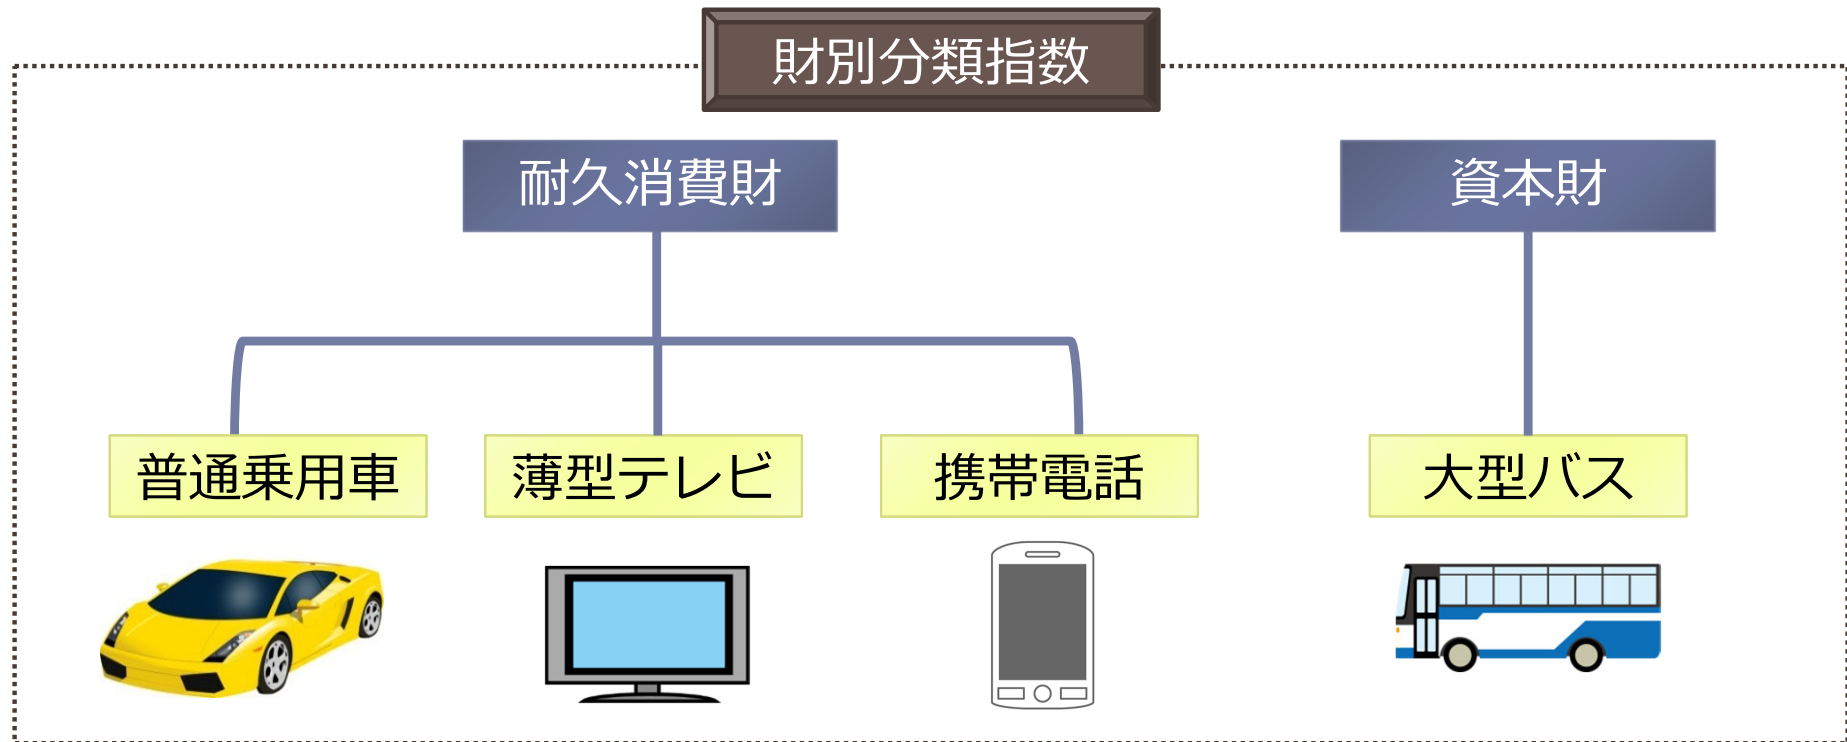 財別分類指数
耐久消費財
資本財
普通乗用車
薄型テレビ
携帯電話
大型バス